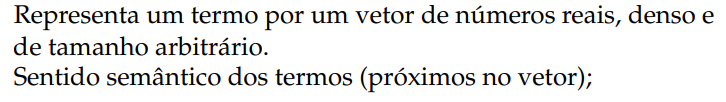 Representa um termo por um vetor de números reais, denso e
de tamanho arbitrário.
Sentido semântico dos termos (próximos no vetor);